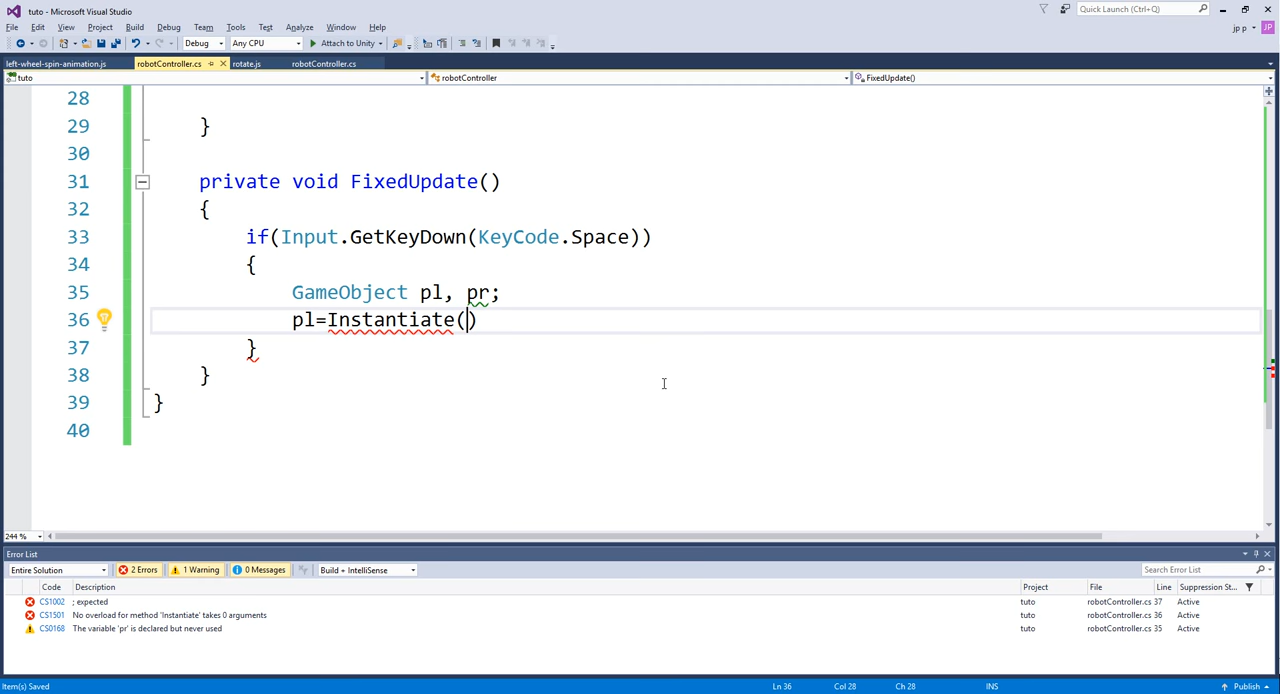 tuto - Microsoft Visual Studio
Quick Launch (Ctrl+Q)
File Edit View Project Build Debug Team Tools Test Analyze Window Help
jp p JP
Debug Any CPU Attach to Unity
left-wheel-spin-animation.js robotController.cs rotate.js robotController.cs
tuto robotController FixedUpdate()
28
29 }
30
31 private void FixedUpdate()
32 {
33 if(Input.GetKeyDown(KeyCode.Space))
34 {
35 GameObject pl, pr;
36 pl=Instantiate()
37 }
38 }
39 }
40
244 %
Error List
Entire Solution 2 Errors 1 Warning 0 Messages Build + IntelliSense Search Error List
Code Description Project File Line Suppression St...
CS1002 ; expected tuto robotController.cs 37 Active
CS1501 No overload for method 'Instantiate' takes 0 arguments tuto robotController.cs 36 Active
CS0168 The variable 'pr' is declared but never used tuto robotController.cs 35 Active
Item(s) Saved Ln 36 Col 28 Ch 28 INS Publish